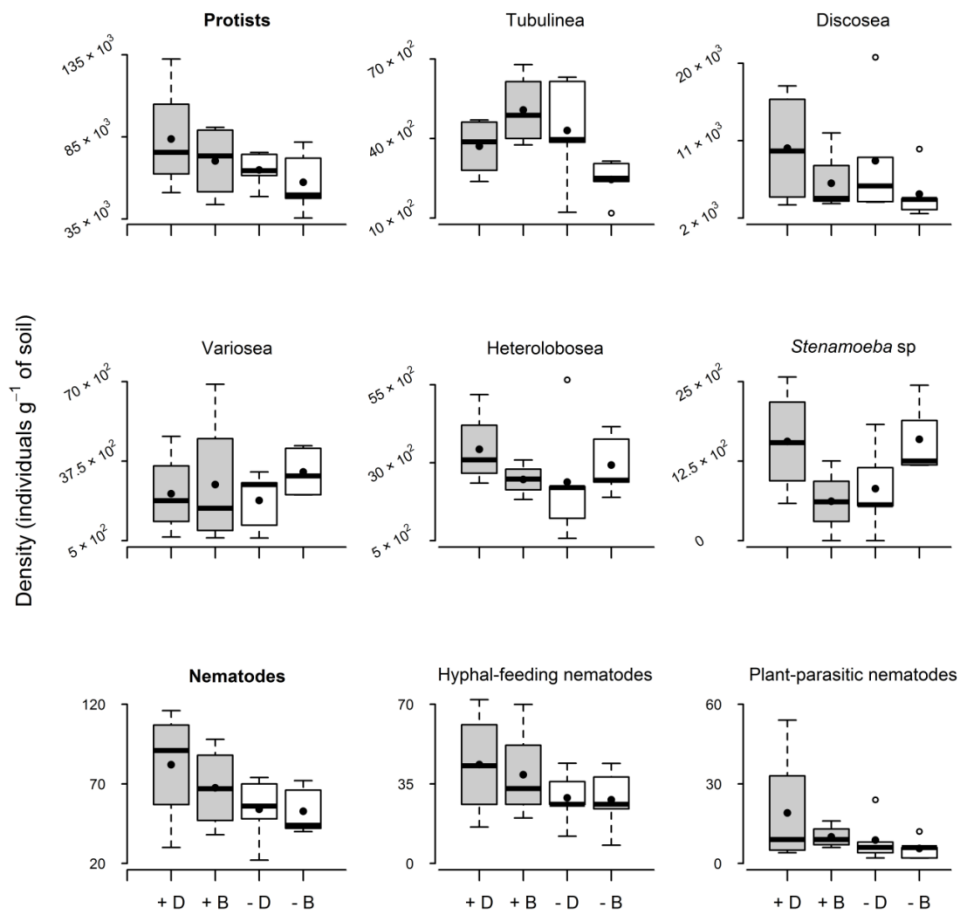 Protists
Tubulinea
Discosea
135 × 10³
85 × 10³
35 × 10³
70 × 10²
40 × 10²
10 × 10²
20 × 10³
11 × 10³
2 × 10³
Density (individuals g⁻¹ of soil)
Variosea
Heterolobosea
Stenamoeba sp
70 × 10²
37.5 × 10²
5 × 10²
55 × 10²
30 × 10²
5 × 10²
25 × 10²
12.5 × 10²
0
Nematodes
Hyphal-feeding nematodes
Plant-parasitic nematodes
120
70
20
70
35
0
60
30
0
+ D + B - D - B
+ D + B - D - B
+ D + B - D - B